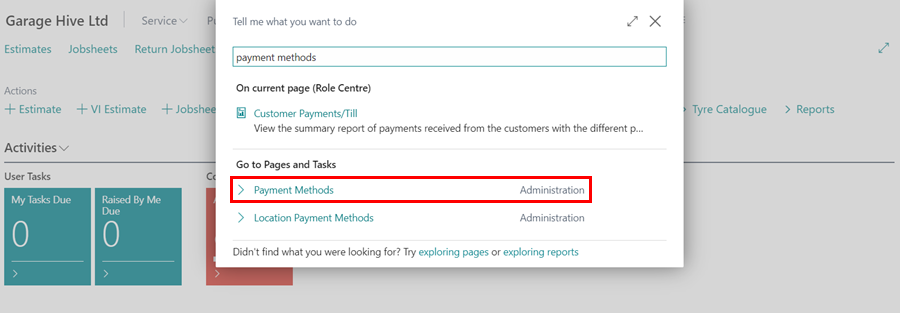 Garage Hive Ltd
Service
Estimates
Jobsheets
Return Jobsheet
Actions
+ Estimate
+ VI Estimate
+ Jobshee
Tyre Catalogue
> Reports
Activities
User Tasks
My Tasks Due
0
Raised By Me
Due
0
Tell me what you want to do
payment methods
On current page (Role Centre)
Customer Payments/Till
View the summary report of payments received from the customers with the different p...
Go to Pages and Tasks
> Payment Methods Administration
> Location Payment Methods Administration
Didn't find what you were looking for? Try exploring pages or exploring reports